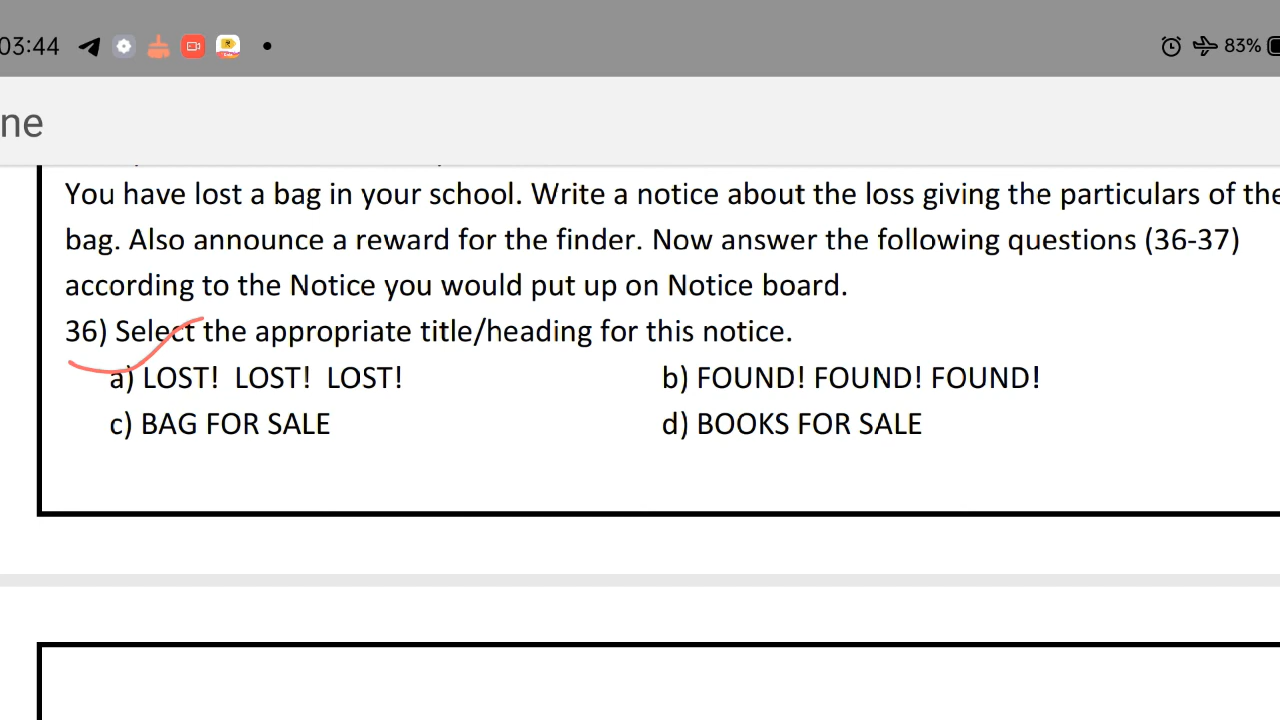 03:44 83%
ne
You have lost a bag in your school. Write a notice about the loss giving the particulars of the
bag. Also announce a reward for the finder. Now answer the following questions (36-37)
according to the Notice you would put up on Notice board.
36) Select the appropriate title/heading for this notice.
a) LOST! LOST! LOST! b) FOUND! FOUND! FOUND!
c) BAG FOR SALE d) BOOKS FOR SALE